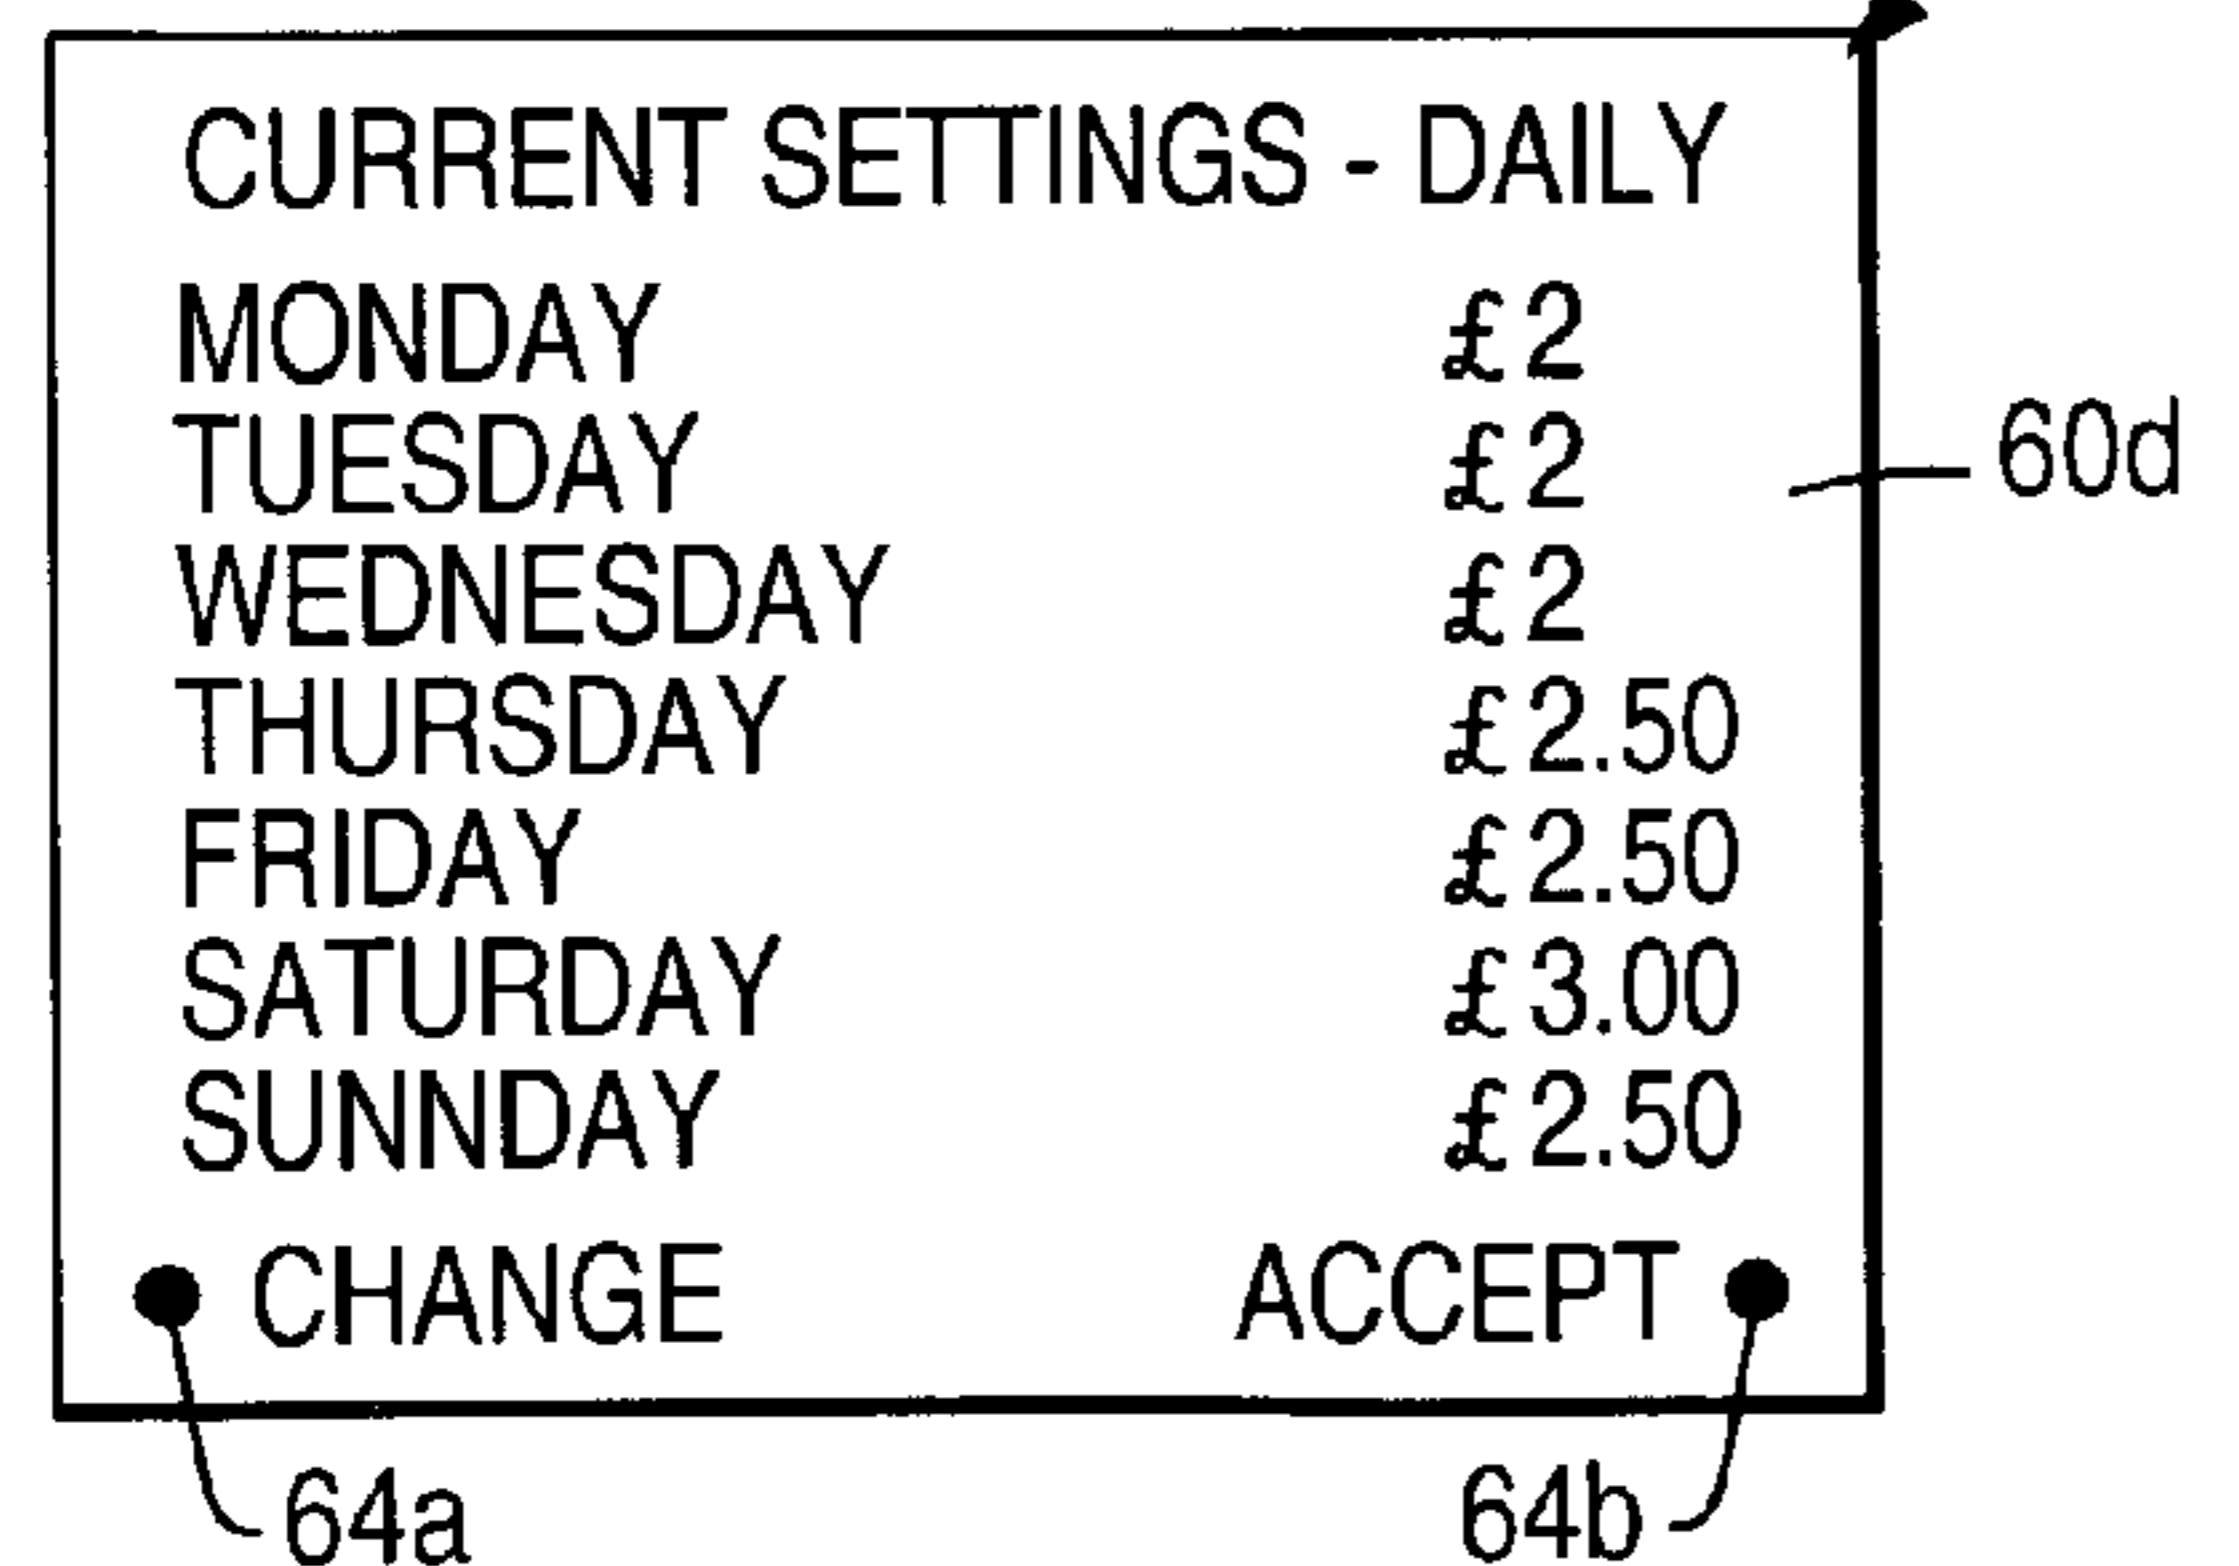 CURRENT SETTINGS - DAILY
MONDAY £2
TUESDAY £2
60d
WEDNESDAY £2
THURSDAY £2.50
FRIDAY £2.50
SATURDAY £3.00
SUNNDAY £2.50
CHANGE ACCEPT
64a 64b